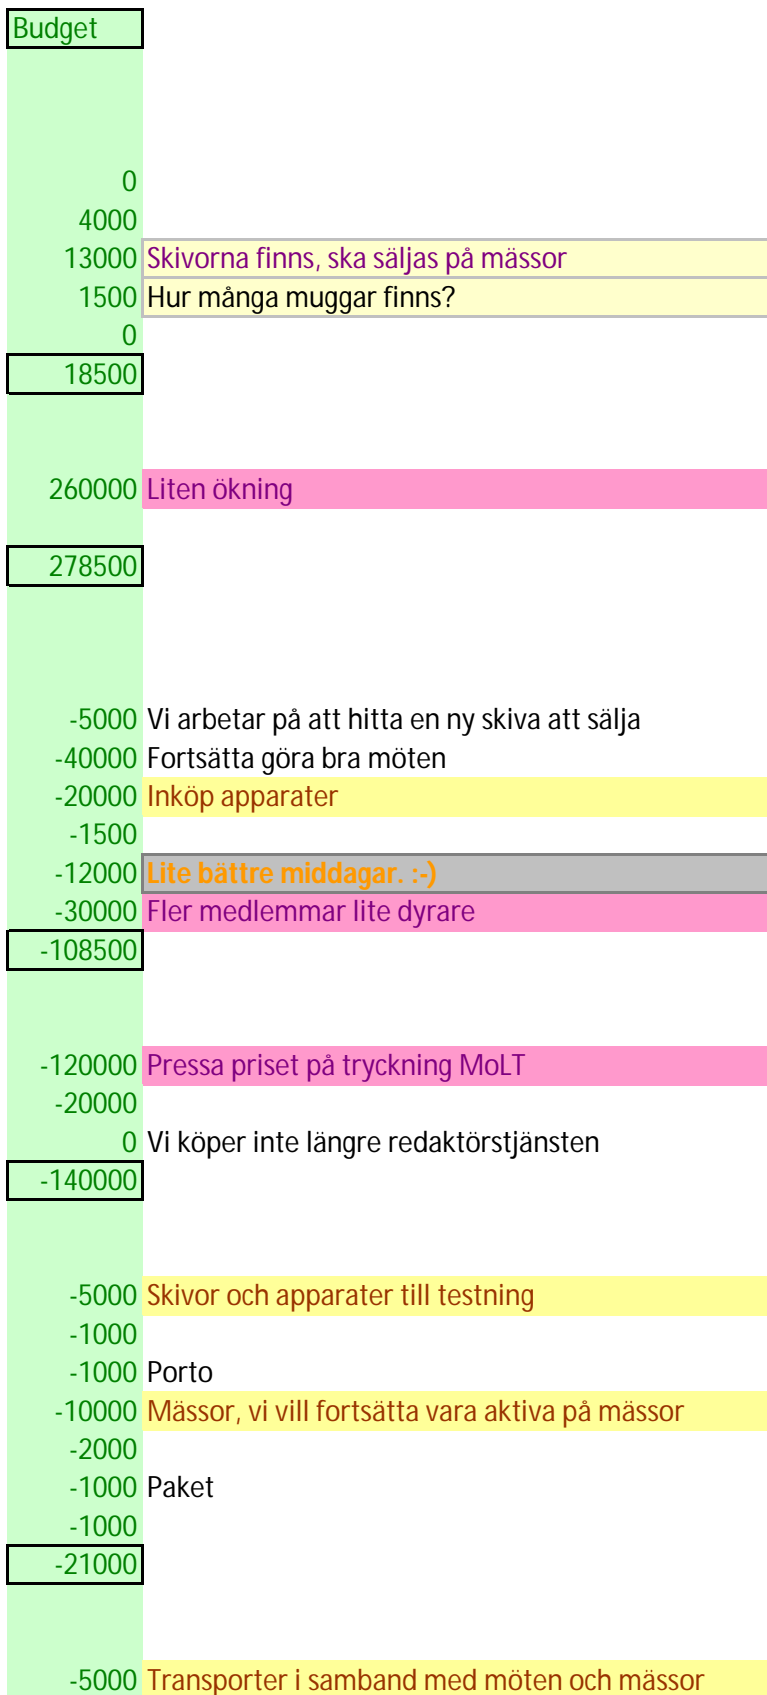 Budget
0
4000
13000 Skivorna finns, ska säljas på mässor
1500 Hur många muggar finns?
0
18500
260000 Liten ökning
278500
-5000 Vi arbetar på att hitta en ny skiva att sälja
-40000 Fortsätta göra bra möten
-20000 Inköp apparater
-1500
-12000 Lite bättre middagar. :-)
-30000 Fler medlemmar lite dyrare
-108500
-120000 Pressa priset på tryckning MoLT
-20000
0 Vi köper inte längre redaktörstjänsten
-140000
-5000 Skivor och apparater till testning
-1000
-1000 Porto
-10000 Mässor, vi vill fortsätta vara aktiva på mässor
-2000
-1000 Paket
-1000
-21000
-5000 Transporter i samband med möten och mässor